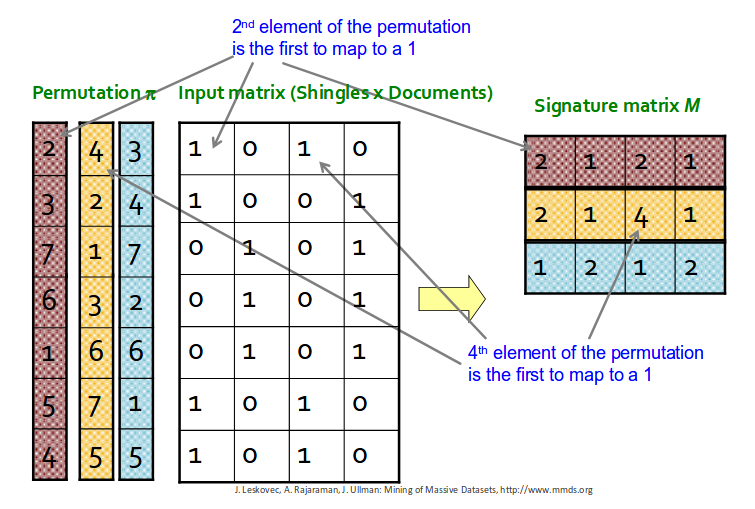 2nd element of the permutation
is the first to map to a 1
Permutation π
Input matrix (Shingles x Documents)
Signature matrix M
2 4 3 1 0 1 0 2 1 2 1
3 2 4 1 0 0 1 2 1 4 1
7 1 7 0 1 0 1 1 2 1 2
6 3 2 0 1 0 1
1 6 6 0 1 0 1
5 7 1 1 0 1 0
4 5 5 1 0 1 0
4th element of the permutation
is the first to map to a 1
J. Leskovec, A. Rajaraman, J. Ullman: Mining of Massive Datasets, http://www.mmds.org